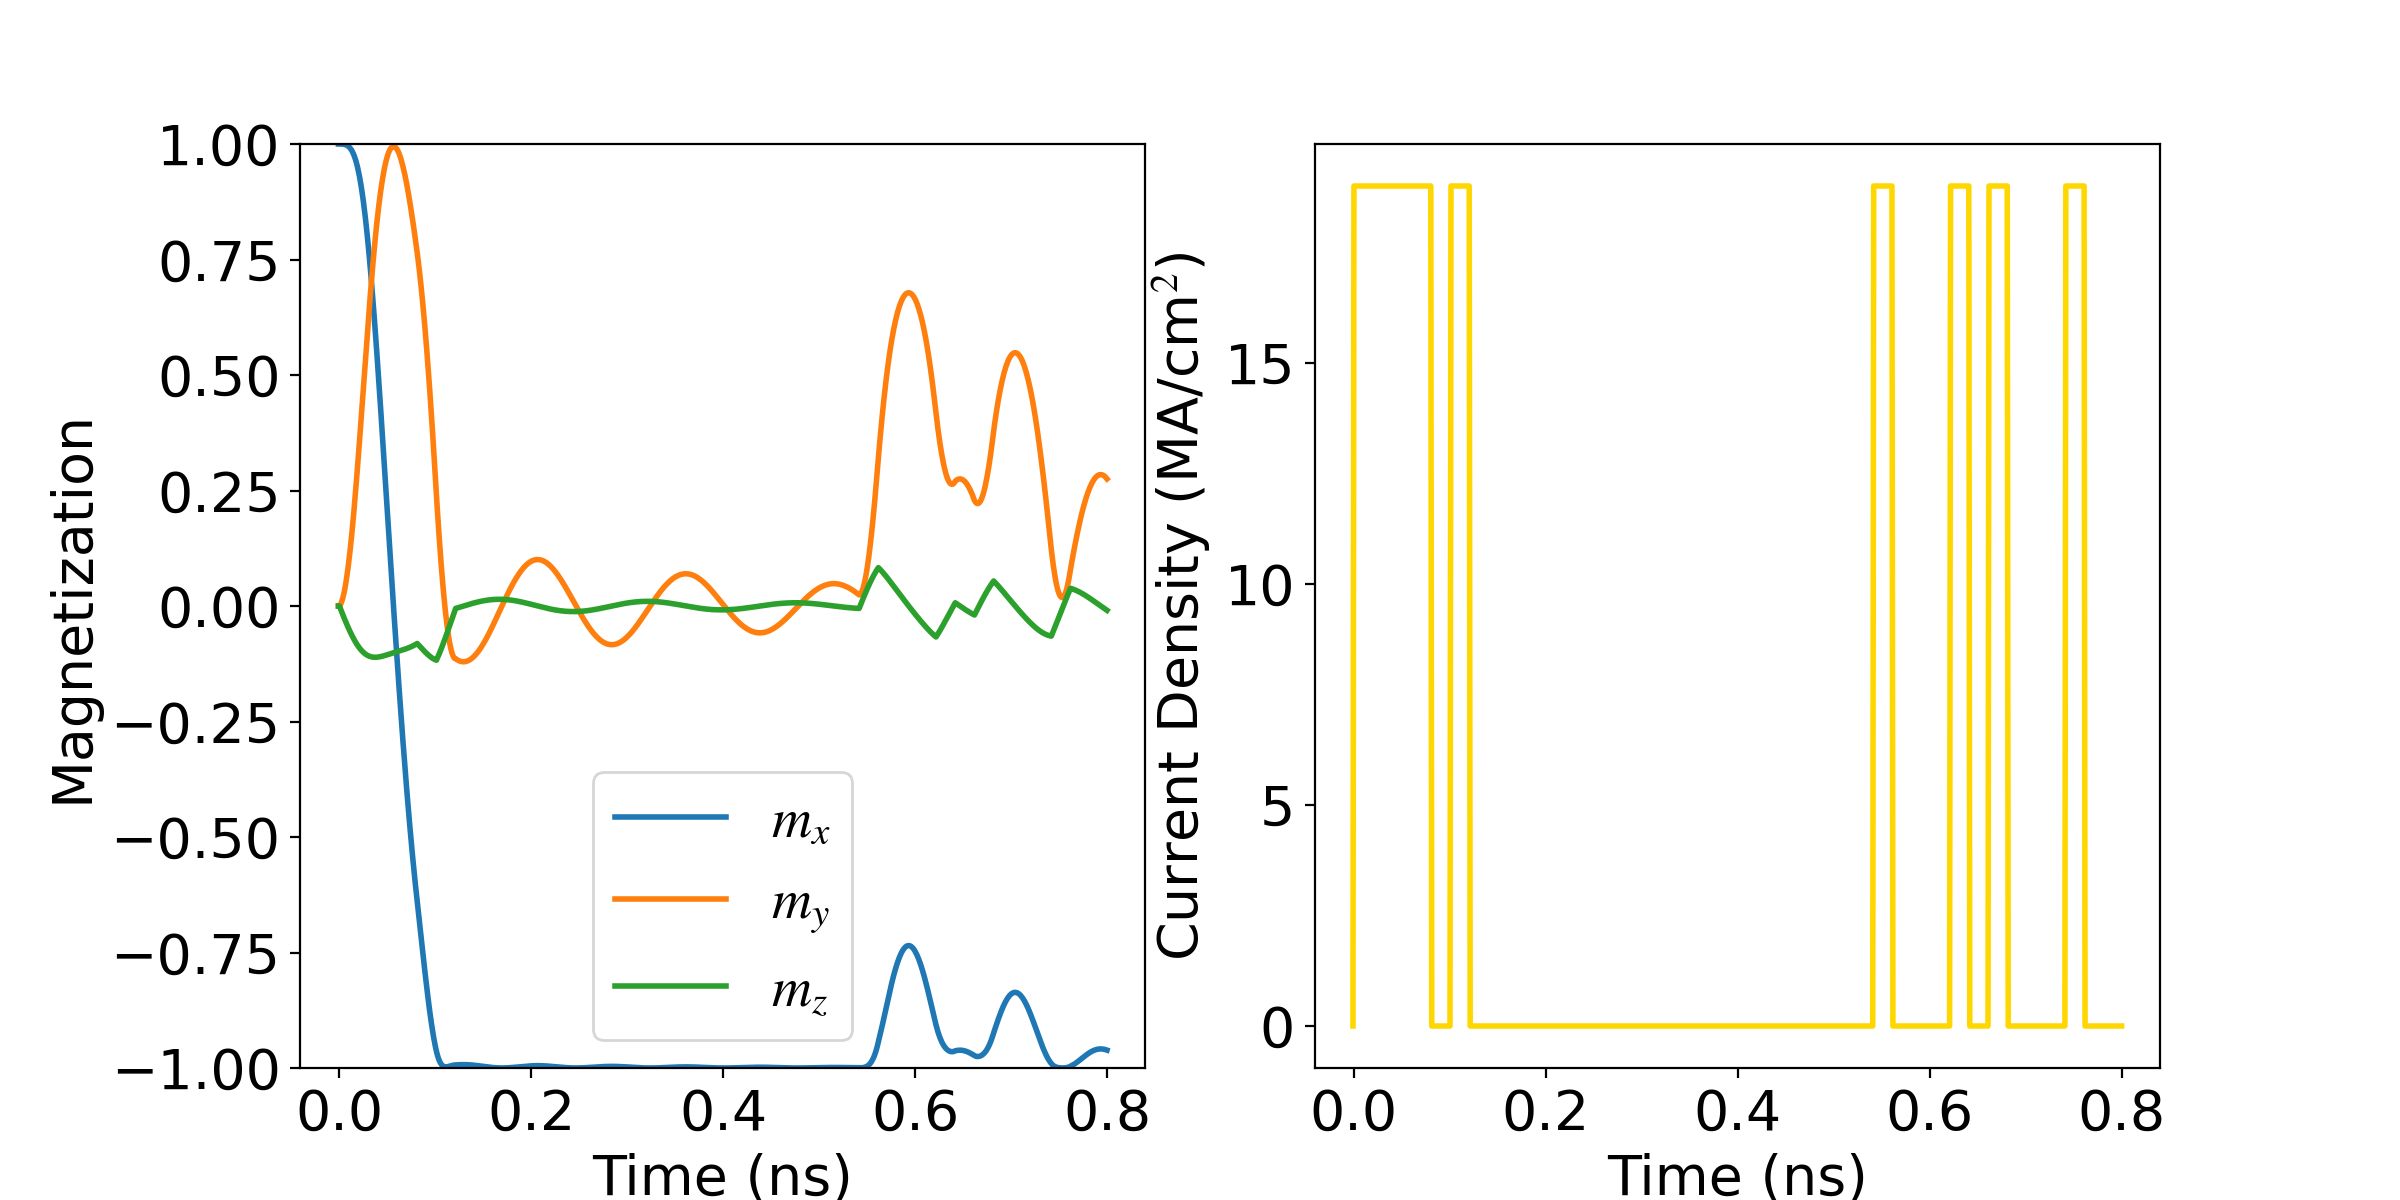 1.00
0.75
0.50
0.25
0.00
−0.25
−0.50
−0.75
−1.00
Magnetization
0.0 0.2 0.4 0.6 0.8
Time (ns)
m_x
m_y
m_z
Current Density (MA/cm²)
15
10
5
0
0.0 0.2 0.4 0.6 0.8
Time (ns)